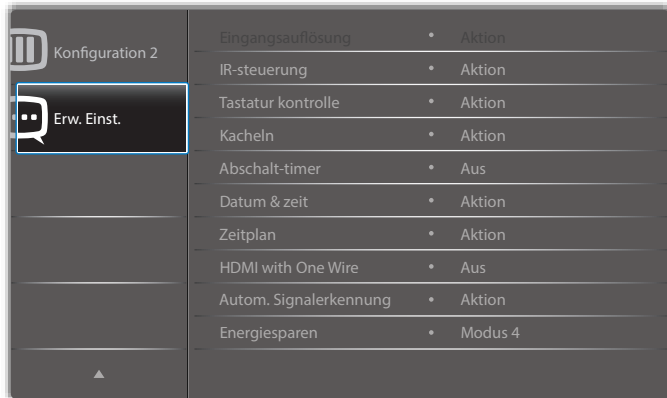 Konfiguration 2
Erw. Einst.
Eingangsauflösung • Aktion
IR-steuerung • Aktion
Tastatur kontrolle • Aktion
Kacheln • Aktion
Abschalt-timer • Aus
Datum & zeit • Aktion
Zeitplan • Aktion
HDMI with One Wire • Aus
Autom. Signalerkennung • Aktion
Energiesparen • Modus 4